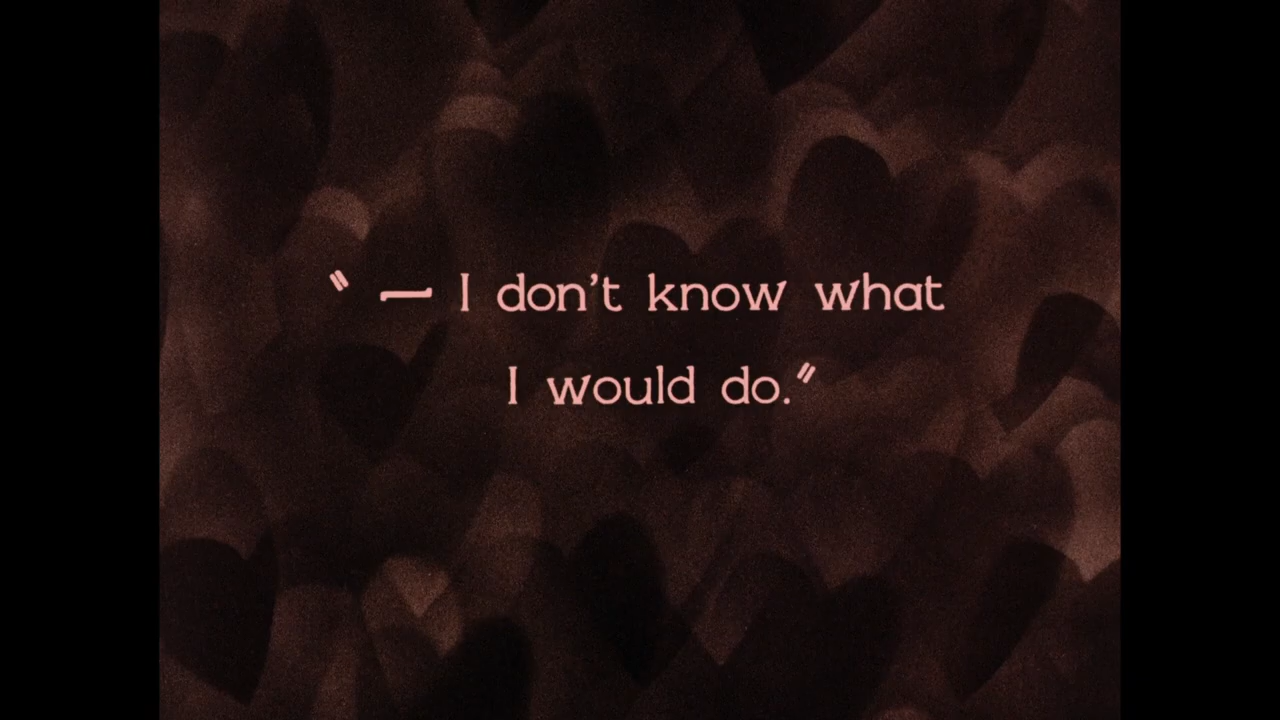 “ — I don’t know what
I would do.”